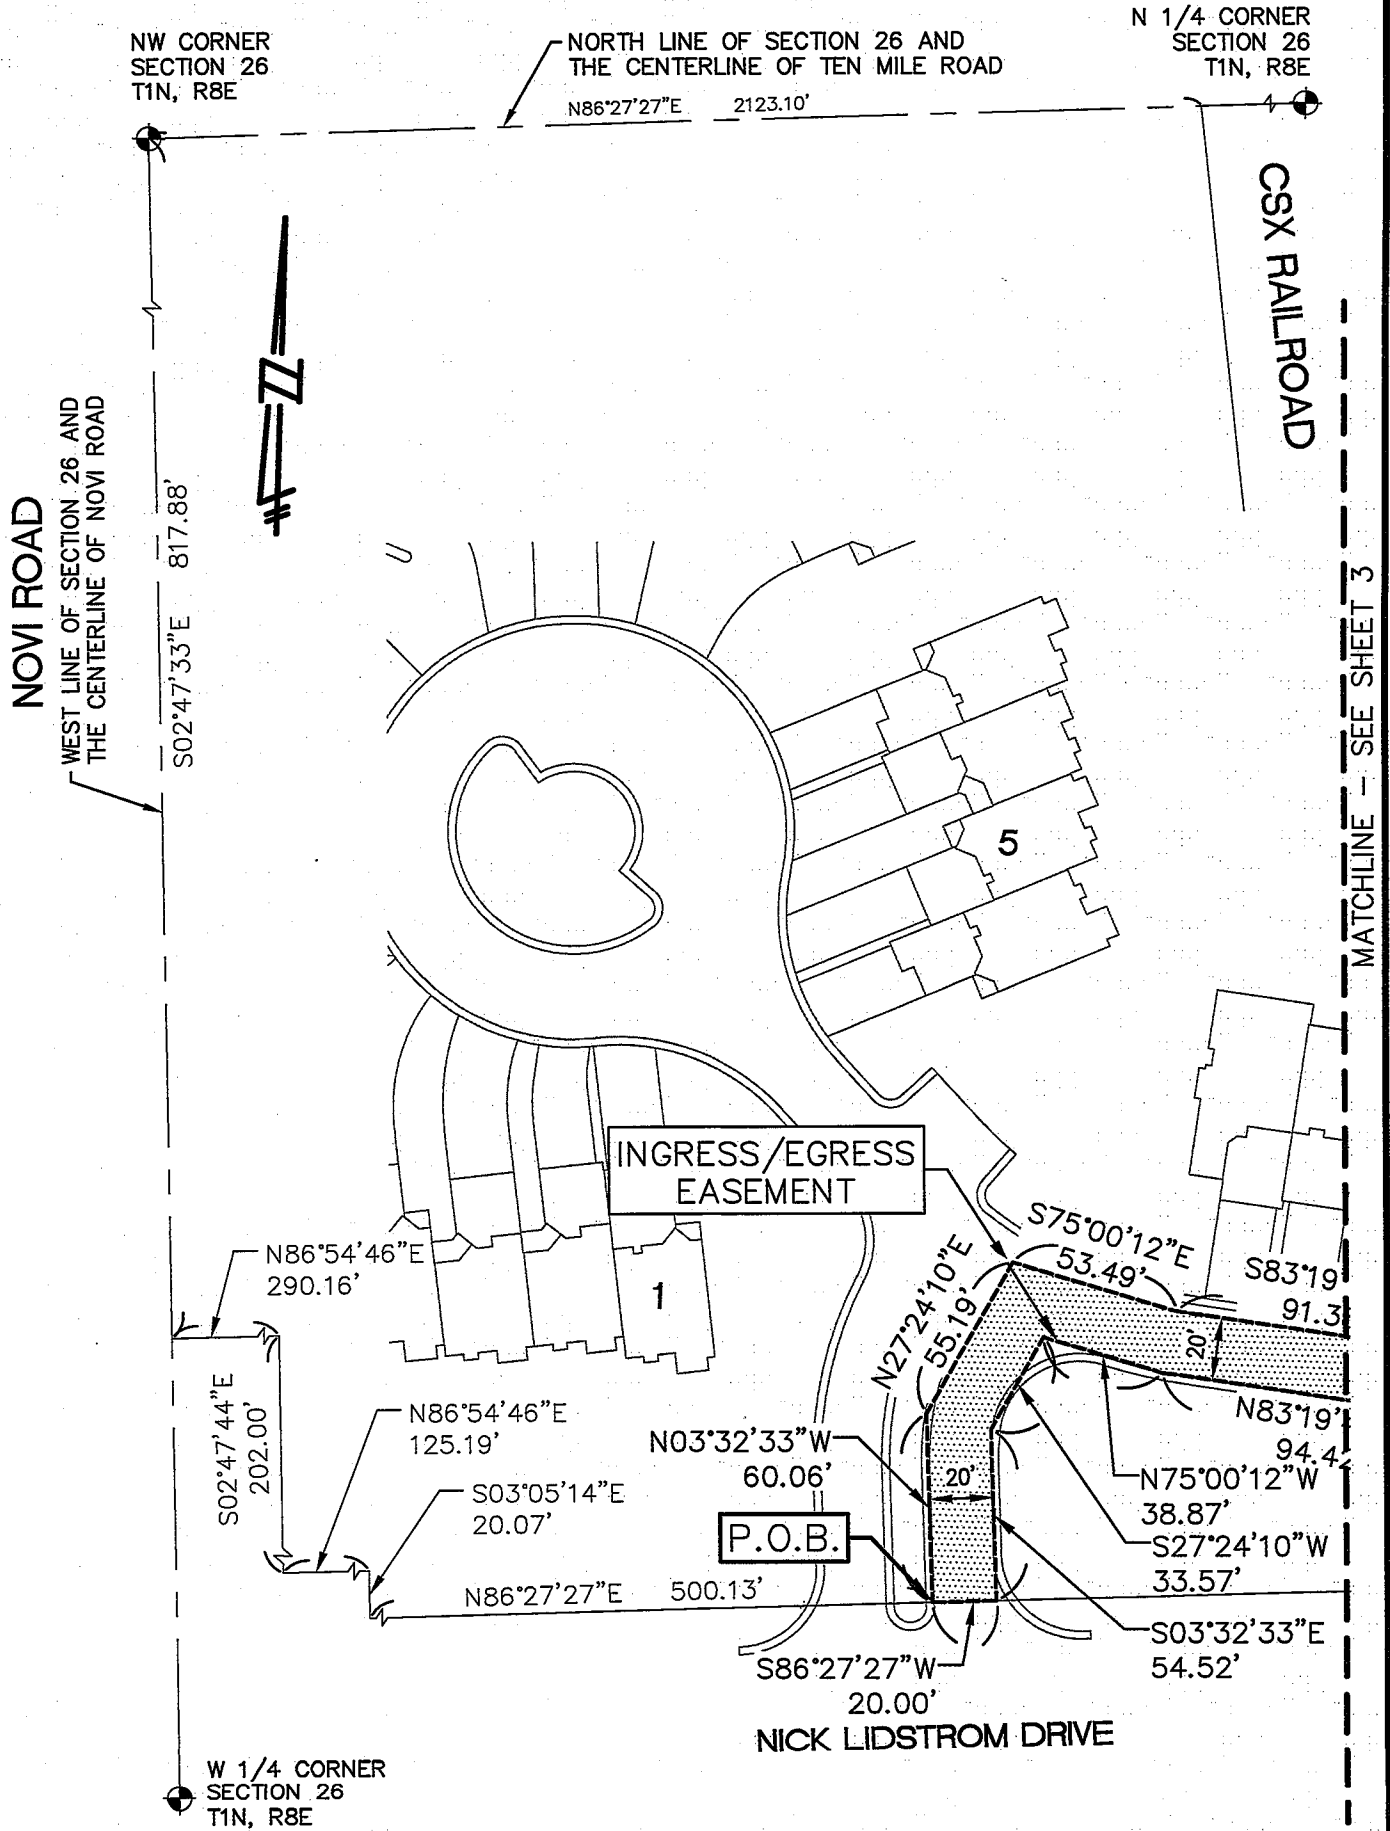 NW CORNER
SECTION 26
T1N, R8E
NORTH LINE OF SECTION 26 AND
THE CENTERLINE OF TEN MILE ROAD
N86°27'27"E 2123.10'
N 1/4 CORNER
SECTION 26
T1N, R8E
CSX RAILROAD
MATCHLINE - SEE SHEET 3
N
NOVI ROAD
WEST LINE OF SECTION 26 AND
THE CENTERLINE OF NOVI ROAD
S02°47'33"E 817.88'
5
1
INGRESS/EGRESS
EASEMENT
S75°00'12"E
53.49'
S83°19
91.3
N27°24'10"E
55.19'
20'
N83°19'
94.4
N86°54'46"E
290.16'
S02°47'44"E
202.00'
N86°54'46"E
125.19'
S03°05'14"E
20.07'
N86°27'27"E 500.13'
N03°32'33"W
60.06'
20'
P.O.B.
N75°00'12"W
38.87'
S27°24'10"W
33.57'
S03°32'33"E
54.52'
S86°27'27"W
20.00'
NICK LIDSTROM DRIVE
W 1/4 CORNER
SECTION 26
T1N, R8E